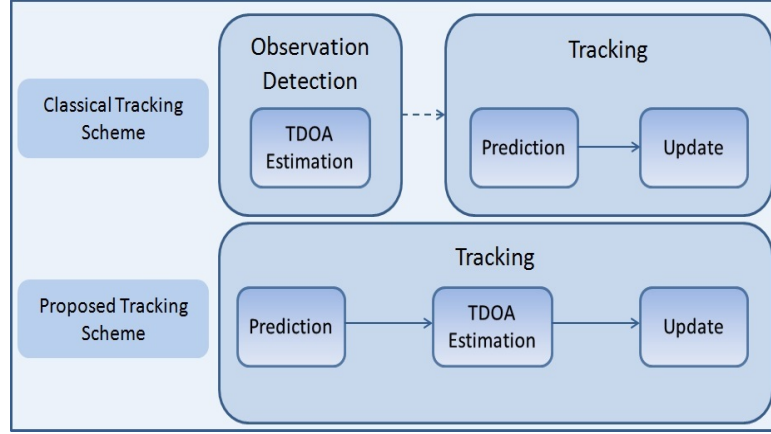 Classical Tracking
Scheme
Observation
Detection
TDOA
Estimation
Tracking
Prediction
Update
Proposed Tracking
Scheme
Tracking
Prediction
TDOA
Estimation
Update